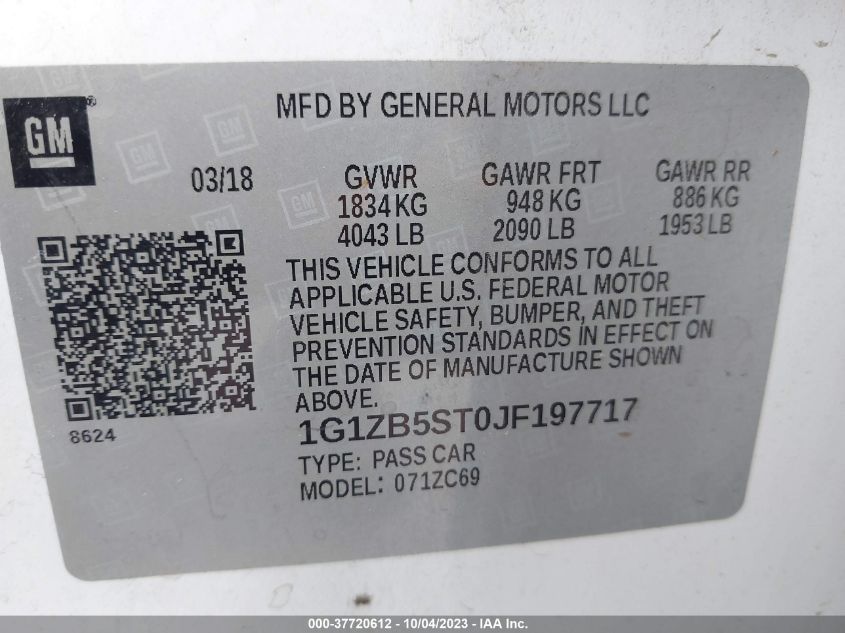 MFD BY GENERAL MOTORS LLC
GM
®
03/18 GVWR GAWR FRT GAWR RR
1834 KG 948 KG 886 KG
4043 LB 2090 LB 1953 LB
THIS VEHICLE CONFORMS TO ALL
APPLICABLE U.S. FEDERAL MOTOR
VEHICLE SAFETY, BUMPER, AND THEFT
PREVENTION STANDARDS IN EFFECT ON
THE DATE OF MANUFACTURE SHOWN
ABOVE.
8624
1G1ZB5ST0JF197717
TYPE: PASS CAR
MODEL: 071ZC69
000-37720612 - 10/04/2023 - IAA Inc.